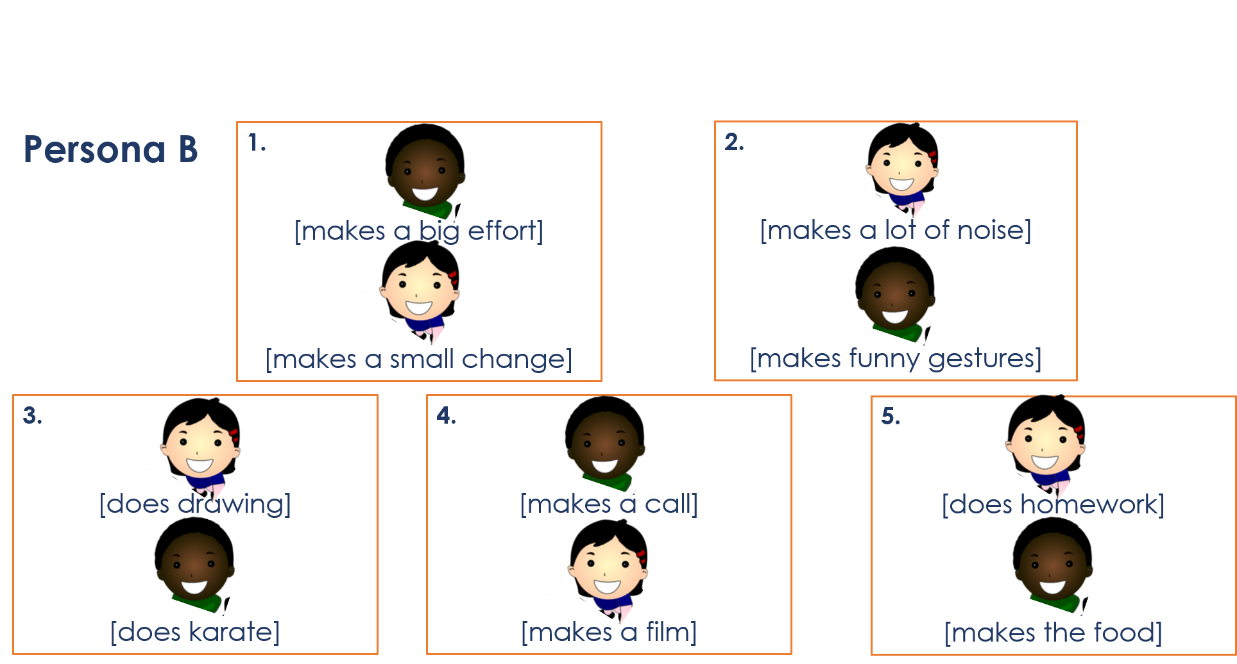 Persona B
1.
[makes a big effort]
[makes a small change]
2.
[makes a lot of noise]
[makes funny gestures]
3.
[does drawing]
[does karate]
4.
[makes a call]
[makes a film]
5.
[does homework]
[makes the food]